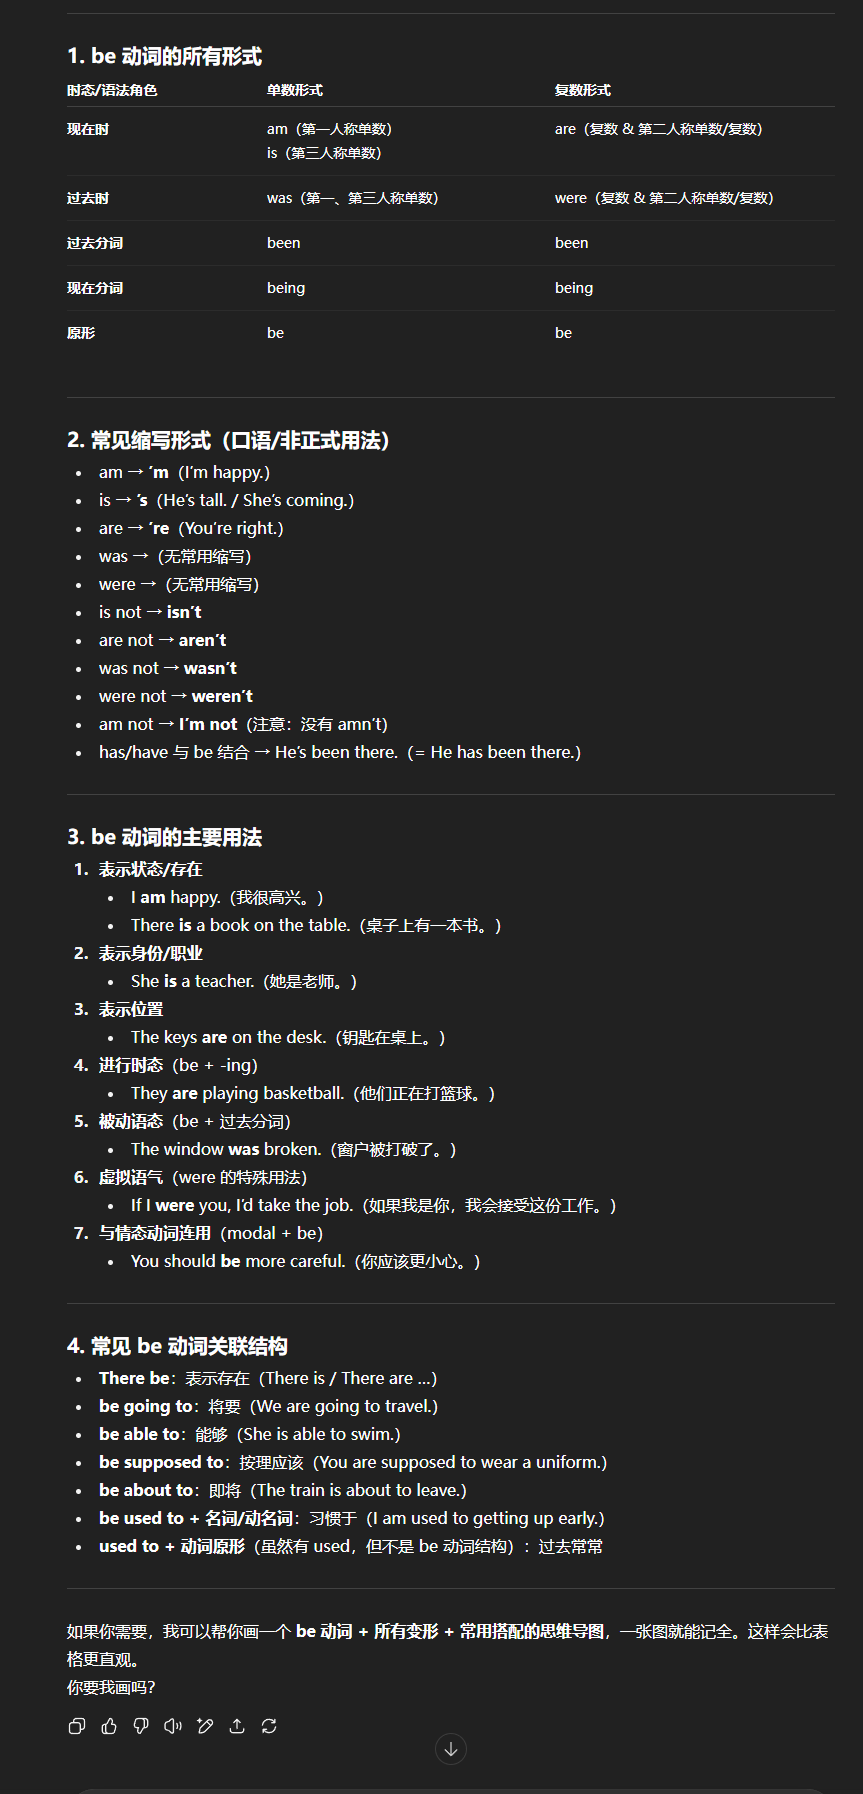 1. be 动词的所有形式
时态/语法角色 单数形式 复数形式
现在时 am（第一人称单数） are（复数 & 第二人称单数/复数）
is（第三人称单数）
过去时 was（第一、第三人称单数） were（复数 & 第二人称单数/复数）
过去分词 been been
现在分词 being being
原形 be be
2. 常见缩写形式（口语/非正式用法）
• am → ’m（I’m happy.）
• is → ’s（He’s tall. / She’s coming.）
• are → ’re（You’re right.）
• was →（无常用缩写）
• were →（无常用缩写）
• is not → isn’t
• are not → aren’t
• was not → wasn’t
• were not → weren’t
• am not → I’m not（注意：没有 amn’t）
• has/have 与 be 结合 → He’s been there.（= He has been there.）
3. be 动词的主要用法
1. 表示状态/存在
• I am happy.（我很高兴。）
• There is a book on the table.（桌子上有一本书。）
2. 表示身份/职业
• She is a teacher.（她是老师。）
3. 表示位置
• The keys are on the desk.（钥匙在桌上。）
4. 进行时态（be + -ing）
• They are playing basketball.（他们正在打篮球。）
5. 被动语态（be + 过去分词）
• The window was broken.（窗户被打破了。）
6. 虚拟语气（were 的特殊用法）
• If I were you, I’d take the job.（如果我是你，我会接受这份工作。）
7. 与情态动词连用（modal + be）
• You should be more careful.（你应该更小心。）
4. 常见 be 动词关联结构
• There be：表示存在（There is / There are ...）
• be going to：将要（We are going to travel.）
• be able to：能够（She is able to swim.）
• be supposed to：按理应该（You are supposed to wear a uniform.）
• be about to：即将（The train is about to leave.）
• be used to + 名词/动名词：习惯于（I am used to getting up early.）
• used to + 动词原形（虽然有 used，但不是 be 动词结构）：过去常常
如果你需要，我可以帮你画一个 be 动词 + 所有变形 + 常用搭配的思维导图，一张图就能记全。这样会比表
格更直观。
你要我画吗？